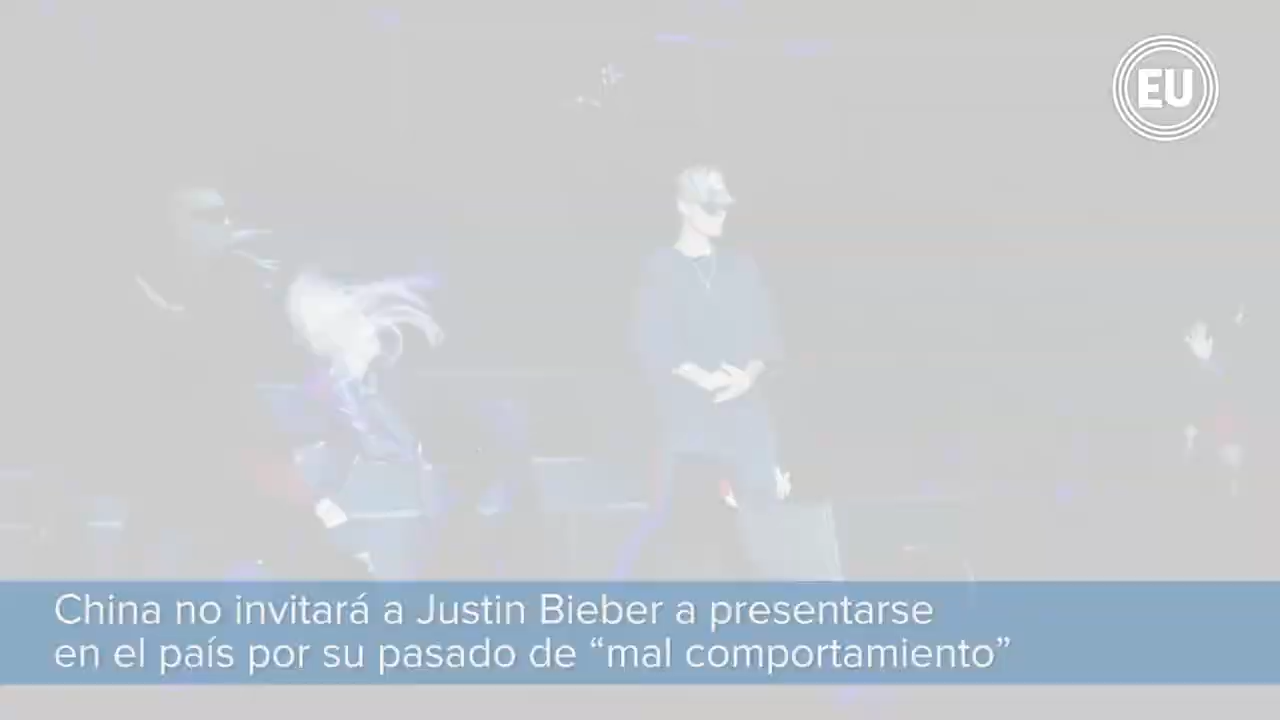 EU
China no invitará a Justin Bieber a presentarse
en el país por su pasado de “mal comportamiento”